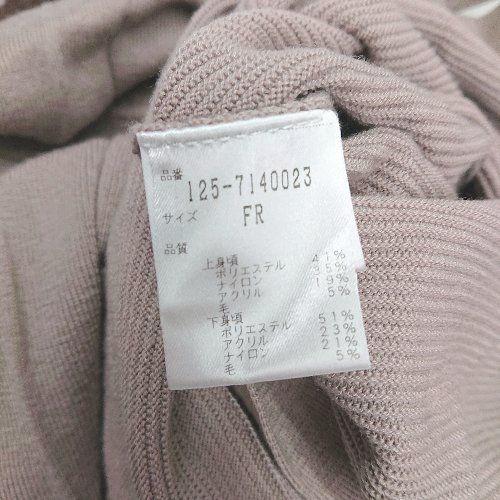 品番
125-7140023
サイズ FR
品質
上身頃
ポリエステル 41%
ナイロン 35%
アクリル 19%
毛 5%
下身頃
ポリエステル 51%
アクリル 23%
ナイロン 21%
毛 5%